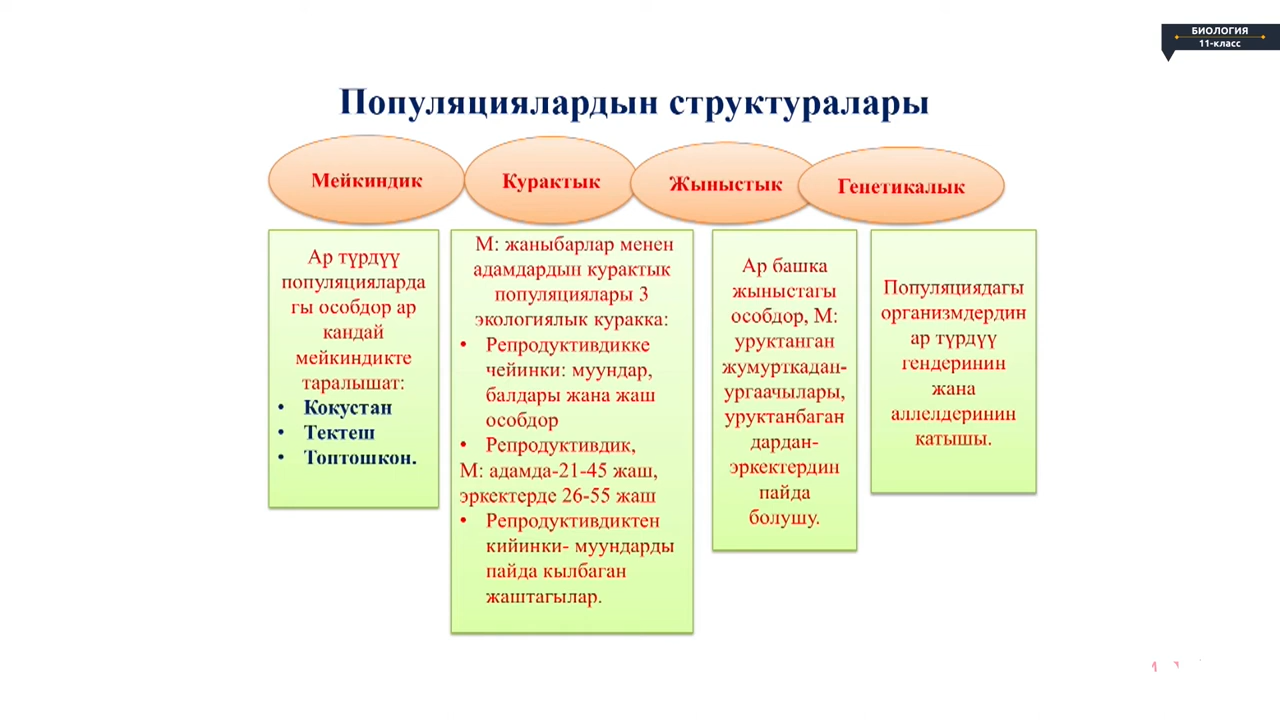 БИОЛОГИЯ
11-класс
Популяциялардын структуралары
Мейкиндик
Курактык
Жыныстык
Генетикалык
Ар түрдүү
популяцияларда
гы особдор ар
кандай
мейкиндикте
таралышат:
• Кокустан
• Тектеш
• Топтошкон.
М: жаныбарлар менен
адамдардын курактык
популяциялары 3
экологиялык куракка:
• Репродуктивдикке
чейинки: муундар,
балдары жана жаш
особдор
• Репродуктивдик,
М: адамда-21-45 жаш,
эркектерде 26-55 жаш
• Репродуктивдиктен
кийинки- муундарды
пайда кылбаган
жаштагылар.
Ар башка
жыныстагы
особдор, М:
уруктанган
жумурткадан-
ургаачылары,
уруктанбаган
дардан-
эркектердин
пайда
болушу.
Популяциядагы
организмдердин
ар түрдүү
гендеринин
жана
аллелдеринин
катышы.